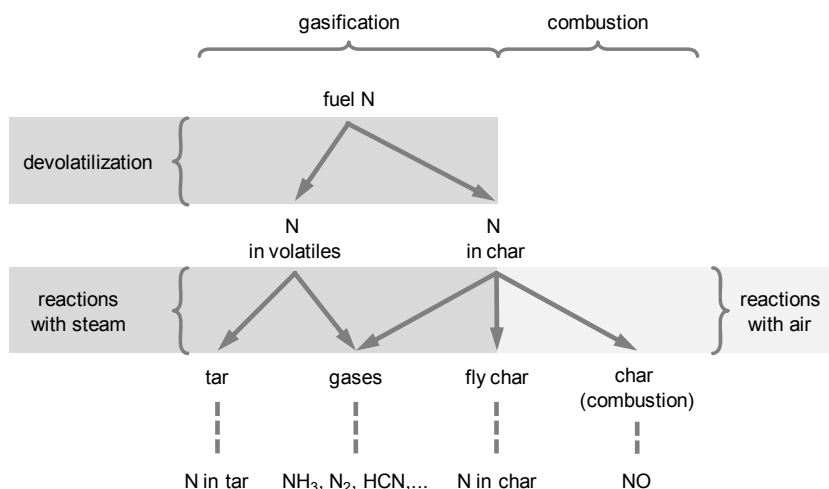 gasification
combustion
fuel N
devolatilization
N
in volatiles
N
in char
reactions
with steam
reactions
with air
tar
gases
fly char
char
(combustion)
N in tar
NH₃, N₂, HCN,...
N in char
NO